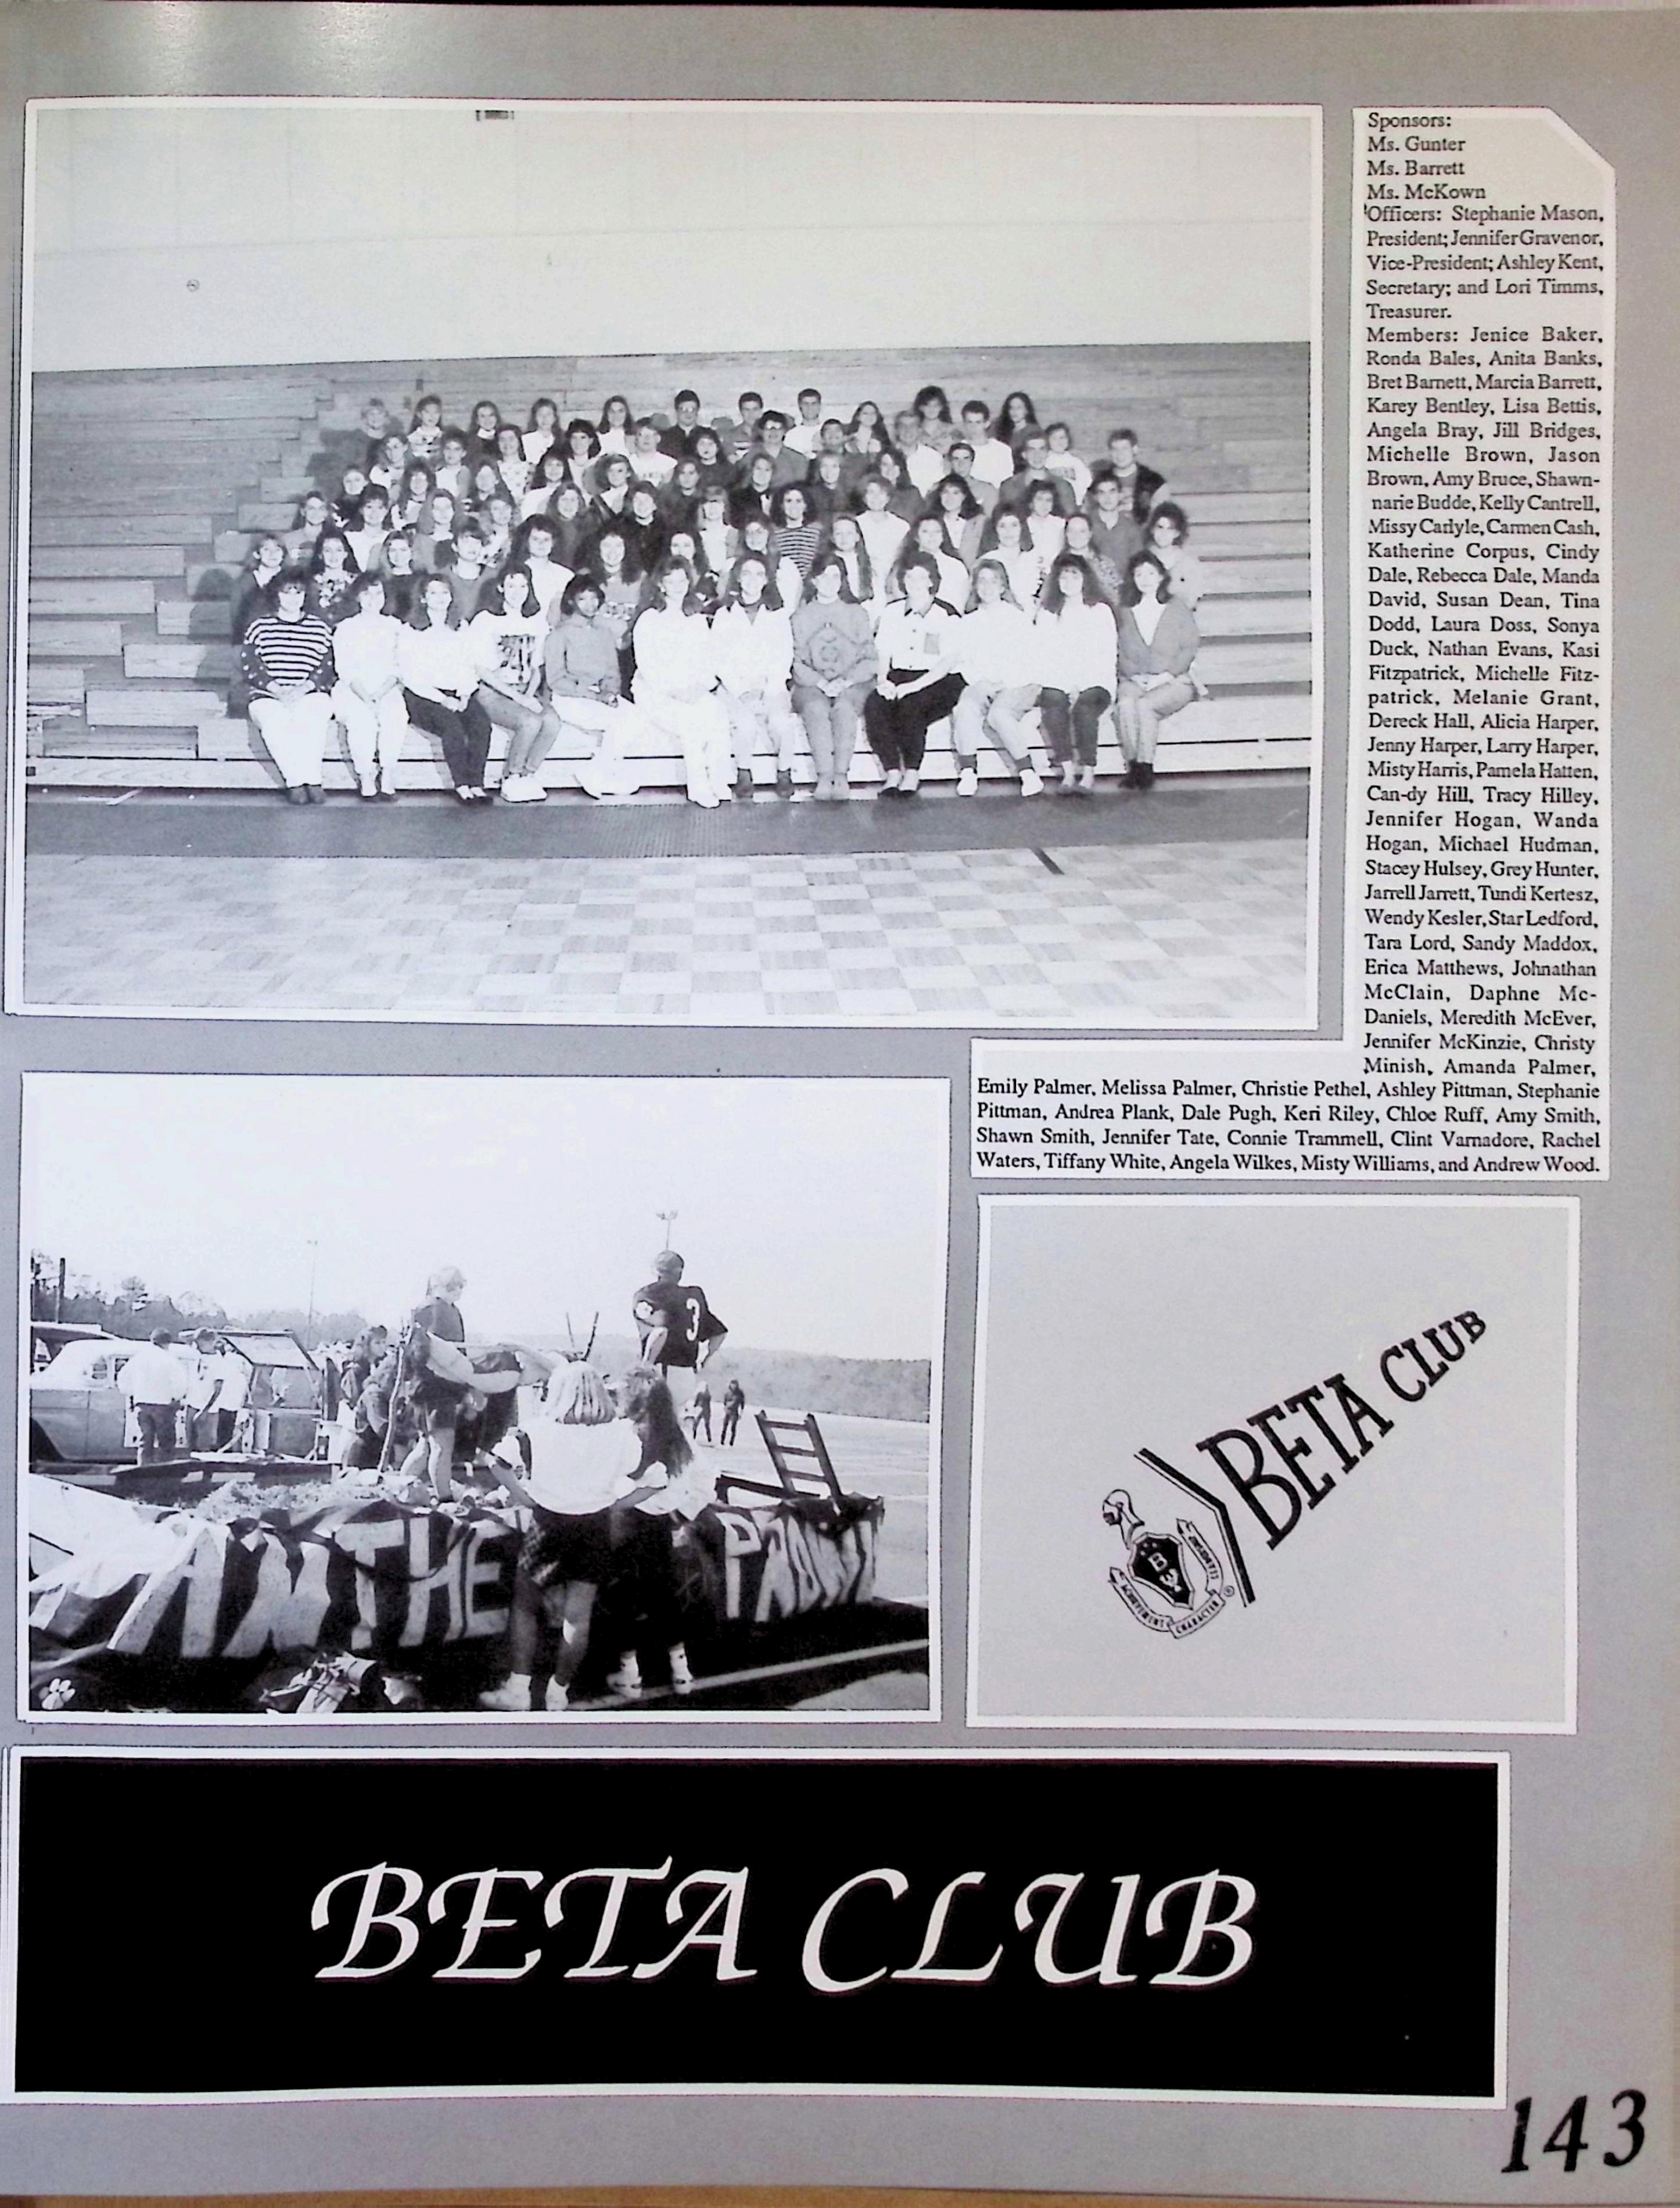 Sponsors:
Ms. Gunter
Ms. Barrett
Ms. McKown
Officers: Stephanie Mason,
President; Jennifer Gravenor,
Vice-President; Ashley Kent,
Secretary; and Lori Timms,
Treasurer.
Members: Jenice Baker,
Ronda Bales, Anita Banks,
Bret Barnett, Marcia Barrett,
Karey Bentley, Lisa Bettis,
Angela Bray, Jill Bridges,
Michelle Brown, Jason
Brown, Amy Bruce, Shawn-
narie Budde, Kelly Cantrell,
Missy Carlyle, Carmen Cash,
Katherine Corpus, Cindy
Dale, Rebecca Dale, Manda
David, Susan Dean, Tina
Dodd, Laura Doss, Sonya
Duck, Nathan Evans, Kasi
Fitzpatrick, Michelle Fitz-
patrick, Melanie Grant,
Dereck Hall, Alicia Harper,
Jenny Harper, Larry Harper,
Misty Harris, Pamela Hatten,
Can-dy Hill, Tracy Hilley,
Jennifer Hogan, Wanda
Hogan, Michael Hudman,
Stacey Hulsey, Grey Hunter,
Jarrell Jarrett, Tundi Kertesz,
Wendy Kesler, Star Ledford,
Tara Lord, Sandy Maddox,
Erica Matthews, Johnathan
McClain, Daphne Mc-
Daniels, Meredith McEver,
Jennifer McKinzie, Christy
Minish, Amanda Palmer,
Emily Palmer, Melissa Palmer, Christie Pethel, Ashley Pittman, Stephanie
Pittman, Andrea Plank, Dale Pugh, Keri Riley, Chloe Ruff, Amy Smith,
Shawn Smith, Jennifer Tate, Connie Trammell, Clint Varnadore, Rachel
Waters, Tiffany White, Angela Wilkes, Misty Williams, and Andrew Wood.
3
ANTHE
BETA CLUB
ACHIEVEMENT
CHARACTER
®
BETA CLUB
143